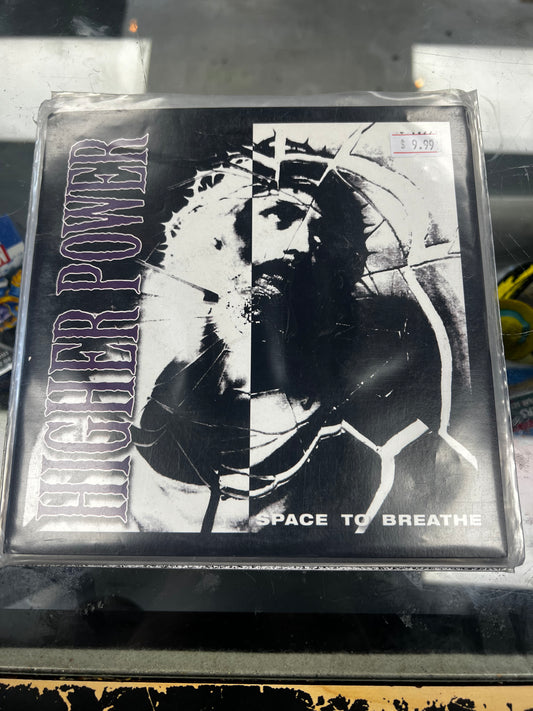 HIGHER POWER
$ 9.99
SPACE TO BREATHE